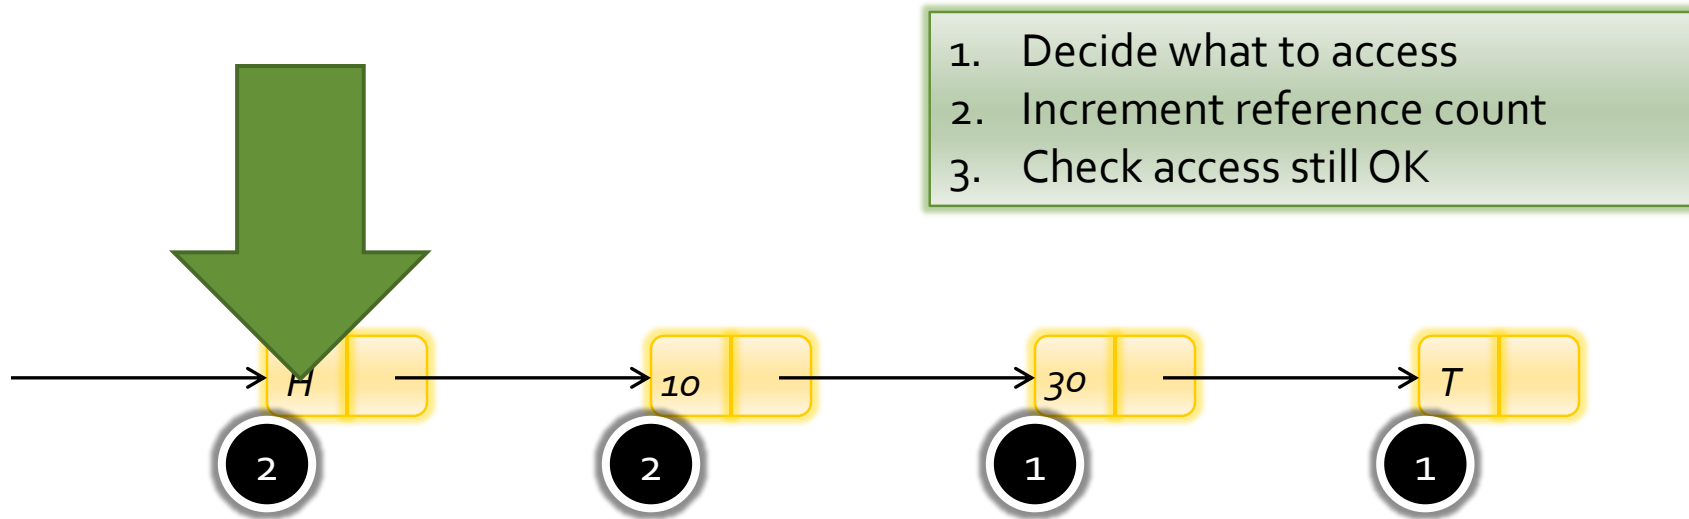 1. Decide what to access
2. Increment reference count
3. Check access still OK
H 10 30 T
2 2 1 1